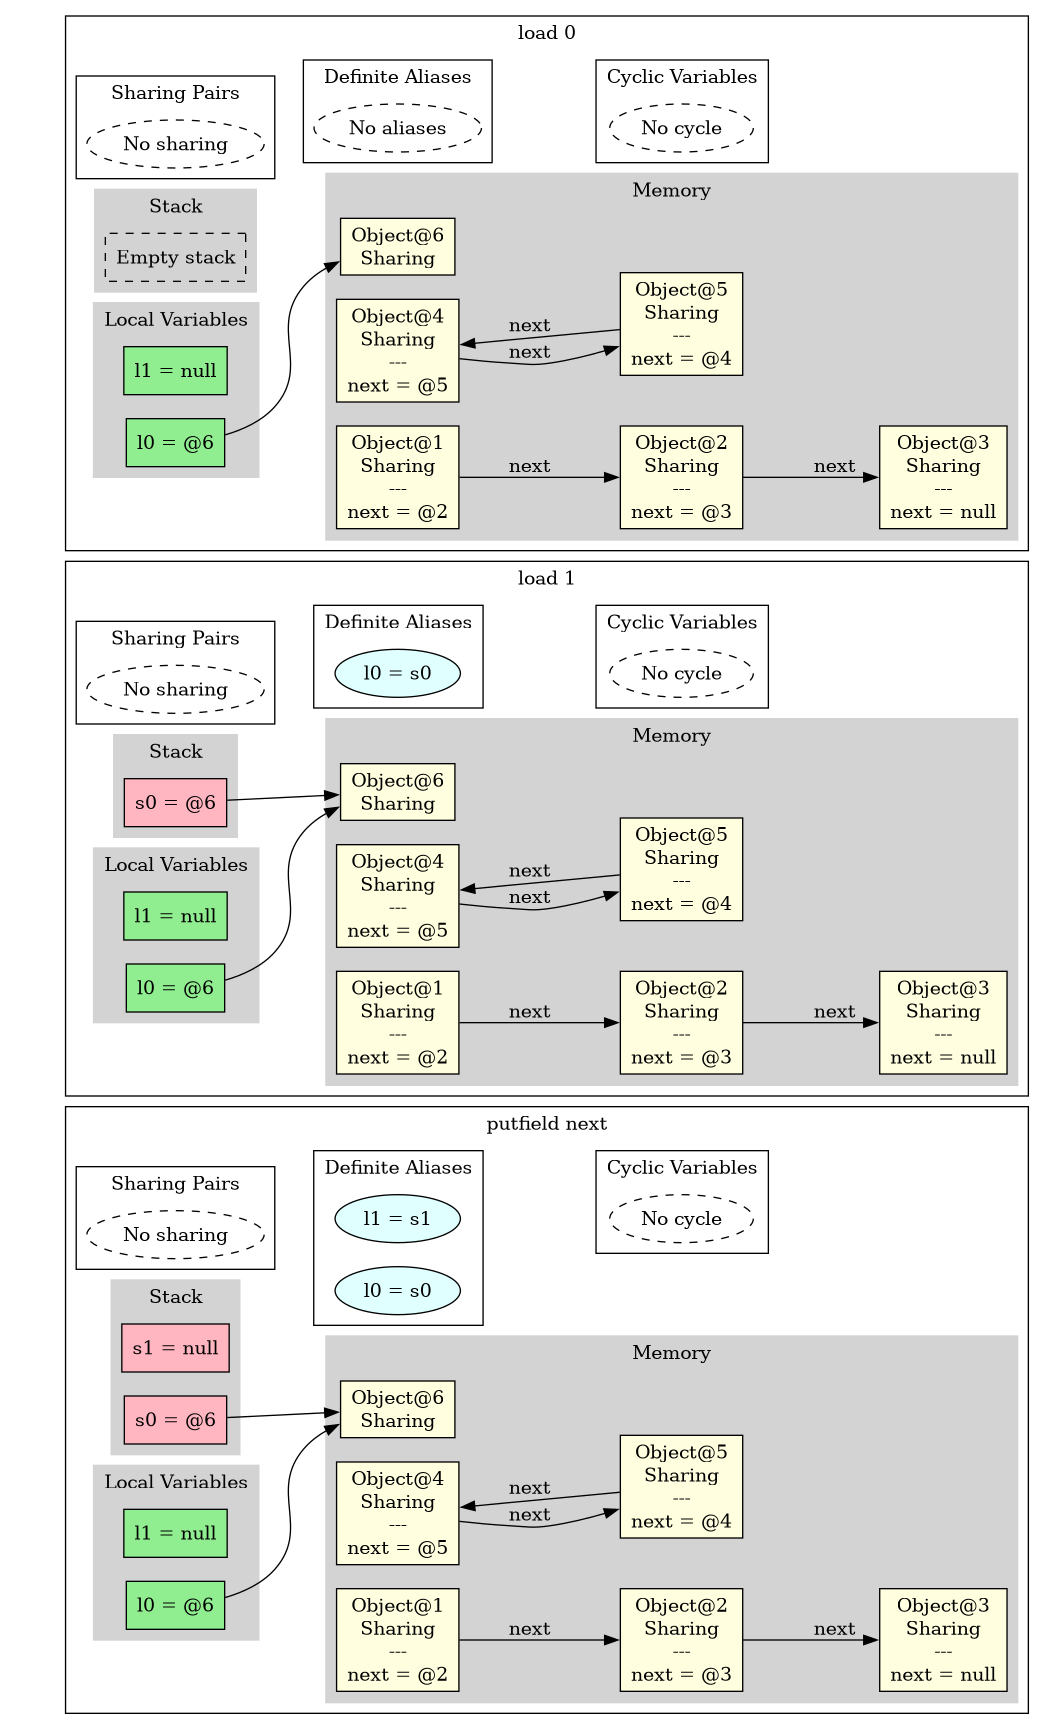 load 0
Sharing Pairs
No sharing
Definite Aliases
No aliases
Cyclic Variables
No cycle
Stack
Empty stack
Local Variables
l1 = null
l0 = @6
Memory
Object@6
Sharing
Object@4
Sharing
---
next = @5
next
next
Object@5
Sharing
---
next = @4
Object@1
Sharing
---
next = @2
next
Object@2
Sharing
---
next = @3
next
Object@3
Sharing
---
next = null
load 1
Sharing Pairs
No sharing
Definite Aliases
l0 = s0
Cyclic Variables
No cycle
Stack
s0 = @6
Local Variables
l1 = null
l0 = @6
Memory
Object@6
Sharing
Object@4
Sharing
---
next = @5
next
next
Object@5
Sharing
---
next = @4
Object@1
Sharing
---
next = @2
next
Object@2
Sharing
---
next = @3
next
Object@3
Sharing
---
next = null
putfield next
Sharing Pairs
No sharing
Definite Aliases
l1 = s1
l0 = s0
Cyclic Variables
No cycle
Stack
s1 = null
s0 = @6
Local Variables
l1 = null
l0 = @6
Memory
Object@6
Sharing
Object@4
Sharing
---
next = @5
next
next
Object@5
Sharing
---
next = @4
Object@1
Sharing
---
next = @2
next
Object@2
Sharing
---
next = @3
next
Object@3
Sharing
---
next = null